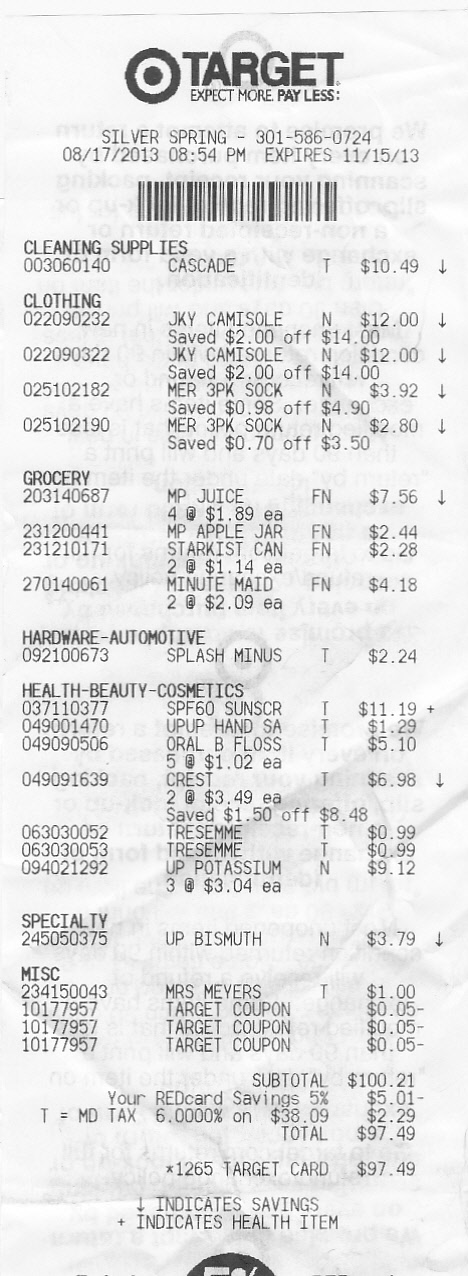 TARGET
EXPECT MORE. PAY LESS.
SILVER SPRING - 301-586-0724
08/17/2013 08:54 PM EXPIRES 11/15/13
CLEANING SUPPLIES
003060140 CASCADE T $10.49 ↓
CLOTHING
022090232 JKY CAMISOLE N $12.00 ↓
Saved $2.00 off $14.00
022090322 JKY CAMISOLE N $12.00 ↓
Saved $2.00 off $14.00
025102182 MER 3PK SOCK N $3.92 ↓
Saved $0.98 off $4.90
025102190 MER 3PK SOCK N $2.80 ↓
Saved $0.70 off $3.50
GROCERY
203140687 MP JUICE FN $7.56 ↓
4 @ $1.89 ea
231200441 MP APPLE JAR FN $2.44
231210171 STARKIST CAN FN $2.28
2 @ $1.14 ea
270140061 MINUTE MAID FN $4.18
2 @ $2.09 ea
HARDWARE-AUTOMOTIVE
092100673 SPLASH MINUS T $2.24
HEALTH-BEAUTY-COSMETICS
037110377 SPF60 SUNSCR T $11.19 +
049001470 UPUP HAND SA T $1.29
049090506 ORAL B FLOSS T $5.10
5 @ $1.02 ea
049091639 CREST T $6.98 ↓
2 @ $3.49 ea
Saved $1.50 off $8.48
063030052 TRESEMME T $0.99
063030053 TRESEMME T $0.99
094021292 UP POTASSIUM N $9.12
3 @ $3.04 ea
SPECIALTY
245050375 UP BISMUTH N $3.79 ↓
MISC
234150043 MRS MEYERS T $1.00
10177957 TARGET COUPON T $0.05-
10177957 TARGET COUPON T $0.05-
10177957 TARGET COUPON T $0.05-
SUBTOTAL $100.21
Your REDcard Savings 5% $5.01-
T = MD TAX 6.0000% on $38.09 $2.29
TOTAL $97.49
*1265 TARGET CARD $97.49
↓ INDICATES SAVINGS
+ INDICATES HEALTH ITEM